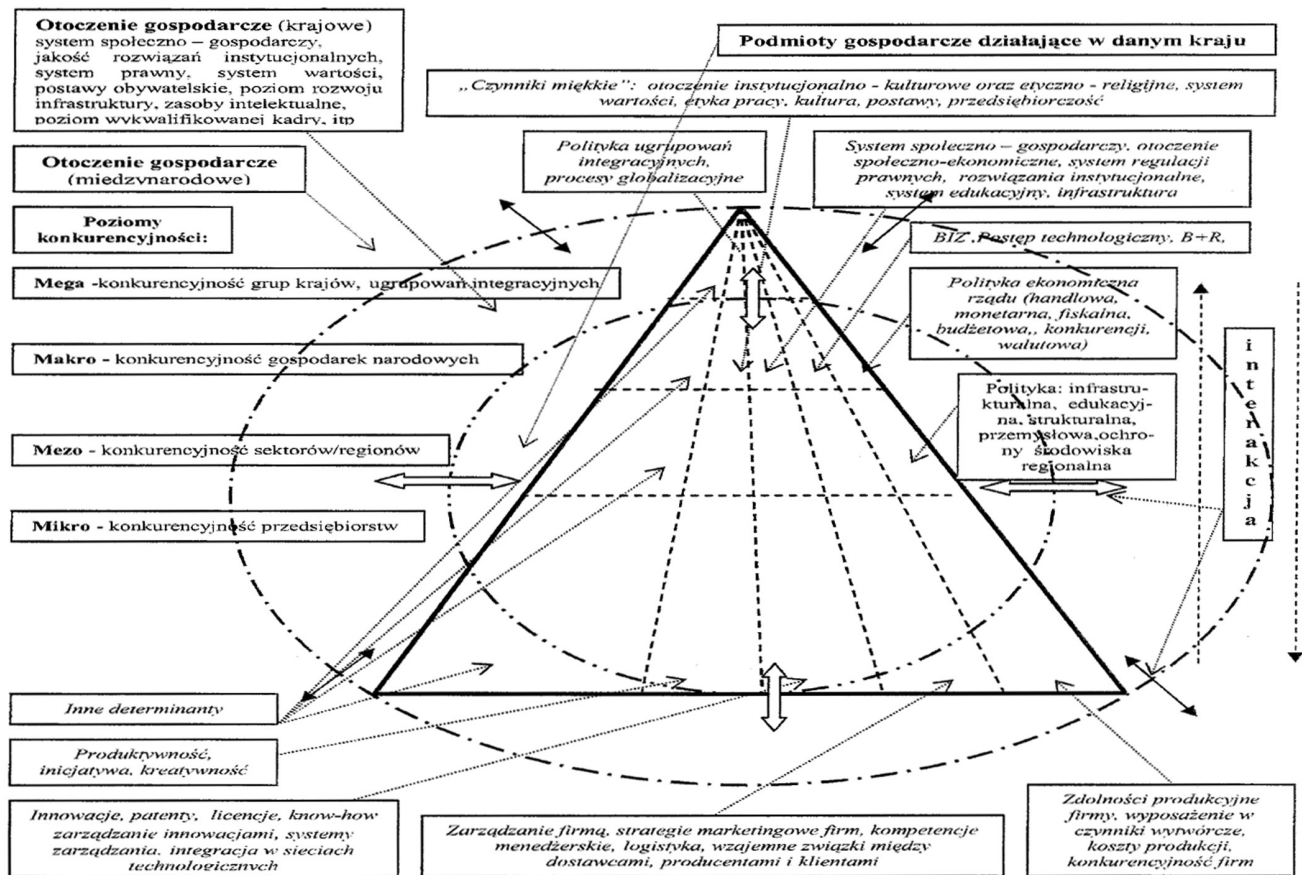 Otoczenie gospodarcze (krajowe)
system społeczno – gospodarczy,
jakość rozwiązań instytucjonalnych,
system prawny, system wartości,
postawy obywatelskie, poziom rozwoju
infrastruktury, zasoby intelektualne,
poziom wykwalifikowanej kadry, itp
Otoczenie gospodarcze
(międzynarodowe)
Poziomy
konkurencyjności:
Mega -konkurencyjność grup krajów, ugrupowań integracyjnych
Makro - konkurencyjność gospodarek narodowych
Mezo - konkurencyjność sektorów/regionów
Mikro - konkurencyjność przedsiębiorstw
Podmioty gospodarcze działające w danym kraju
„Czynniki miękkie”: otoczenie instytucjonalno - kulturowe oraz etyczno - religijne, system
wartości, etyka pracy, kultura, postawy, przedsiębiorczość
Polityka ugrupowań
integracyjnych,
procesy globalizacyjne
System społeczno – gospodarczy, otoczenie
społeczno-ekonomiczne, system regulacji
prawnych, rozwiązania instytucjonalne,
system edukacyjny, infrastruktura
BIZ ,Postęp technologiczny, B+R,
Polityka ekonomiczna
rządu (handlowa,
monetarna, fiskalna,
budżetowa,, konkurencji,
walutowa)
Polityka: infrastru-
kturalna, edukacyj-
na, strukturalna,
przemysłowa,ochro-
ny środowiska
regionalna
interakcja
Inne determinanty
Produktywność,
inicjatywa, kreatywność
Innowacje, patenty, licencje, know-how
zarządzanie innowacjami, systemy
zarządzania, integracja w sieciach
technologicznych
Zarządzanie firmą, strategie marketingowe firm, kompetencje
menedżerskie, logistyka, wzajemne związki między
dostawcami, producentami i klientami
Zdolności produkcyjne
firmy, wyposażenie w
czynniki wytwórcze,
koszty produkcji,
konkurencyjność firm